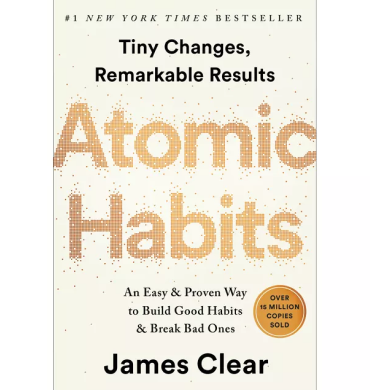 #1 NEW YORK TIMES BESTSELLER
Tiny Changes,
Remarkable Results
Atomic
Habits
An Easy & Proven Way
to Build Good Habits
& Break Bad Ones
OVER
15 MILLION
COPIES
SOLD
James Clear